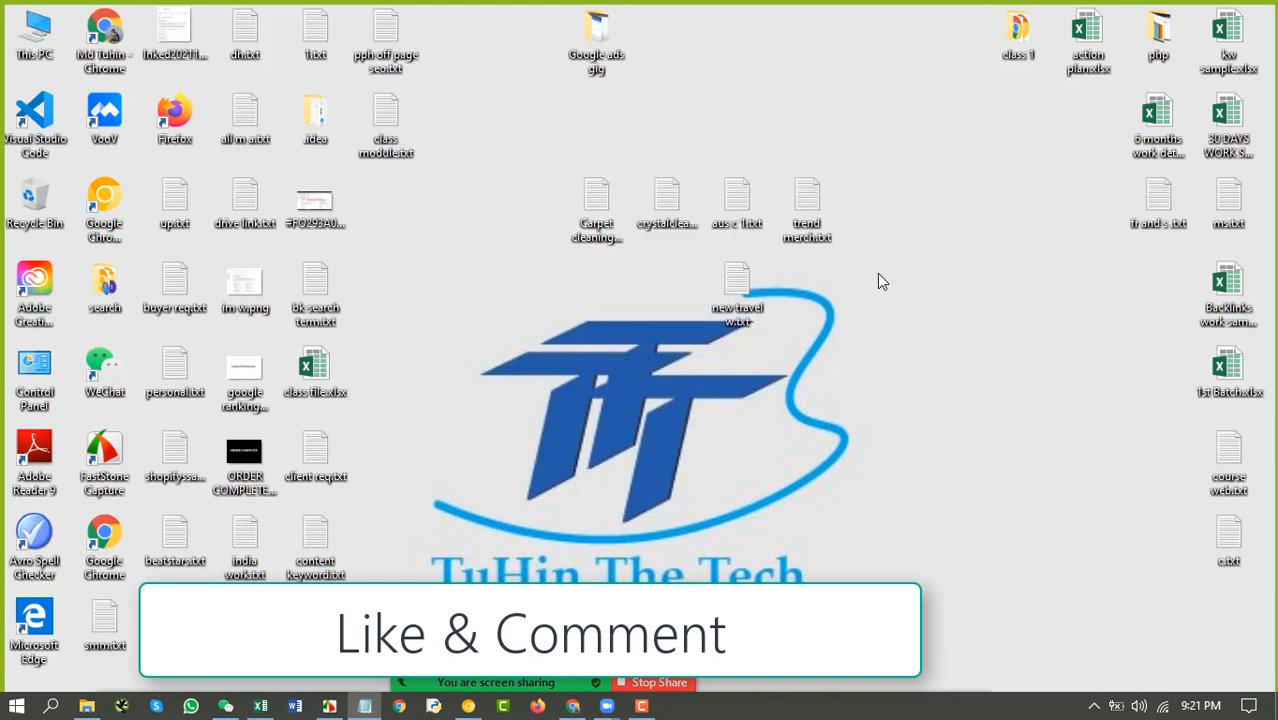 This PC
Md Tuhin - Chrome
Inked20211...
dh.txt
1.txt
pph off page seo.txt
Google ads gig
class 1
action plan.xlsx
php
kw sample.xlsx
Visual Studio Code
VooV
Firefox
all m a.txt
.idea
class module.txt
6 months work det...
30 DAYS WORK S...
Recycle Bin
Google Chro...
up.txt
drive link.txt
#FO293A0...
Carpet cleaning...
crystalclea...
aus c 1.txt
trend merch.txt
fr and s .txt
ms.txt
Adobe Creati...
search
buyer req.txt
im w.png
bk search term.txt
new travel w.txt
Backlinks work sam...
Control Panel
WeChat
personal.txt
google ranking...
class file.xlsx
1st Batch.xlsx
Adobe Reader 9
FastStone Capture
shopifyssa...
ORDER COMPLETE...
client req.txt
course web.txt
Avro Spell Checker
Google Chrome
beatstars.txt
india work.txt
content keyword.txt
c.txt
TuHin The Tech
Microsoft Edge
smm.txt
Like & Comment
You are screen sharing
Stop Share
9:21 PM